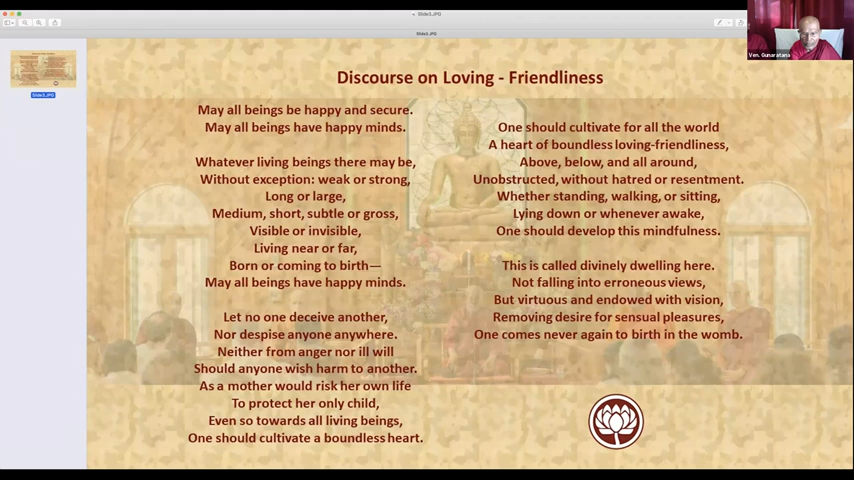 Slide3.JPG
Slide3.JPG
Ven. Gunaratana
Slide3.JPG
Discourse on Loving - Friendliness
May all beings be happy and secure.
May all beings have happy minds.
Whatever living beings there may be,
Without exception: weak or strong,
Long or large,
Medium, short, subtle or gross,
Visible or invisible,
Living near or far,
Born or coming to birth—
May all beings have happy minds.
Let no one deceive another,
Nor despise anyone anywhere.
Neither from anger nor ill will
Should anyone wish harm to another.
As a mother would risk her own life
To protect her only child,
Even so towards all living beings,
One should cultivate a boundless heart.
One should cultivate for all the world
A heart of boundless loving-friendliness,
Above, below, and all around,
Unobstructed, without hatred or resentment.
Whether standing, walking, or sitting,
Lying down or whenever awake,
One should develop this mindfulness.
This is called divinely dwelling here.
Not falling into erroneous views,
But virtuous and endowed with vision,
Removing desire for sensual pleasures,
One comes never again to birth in the womb.